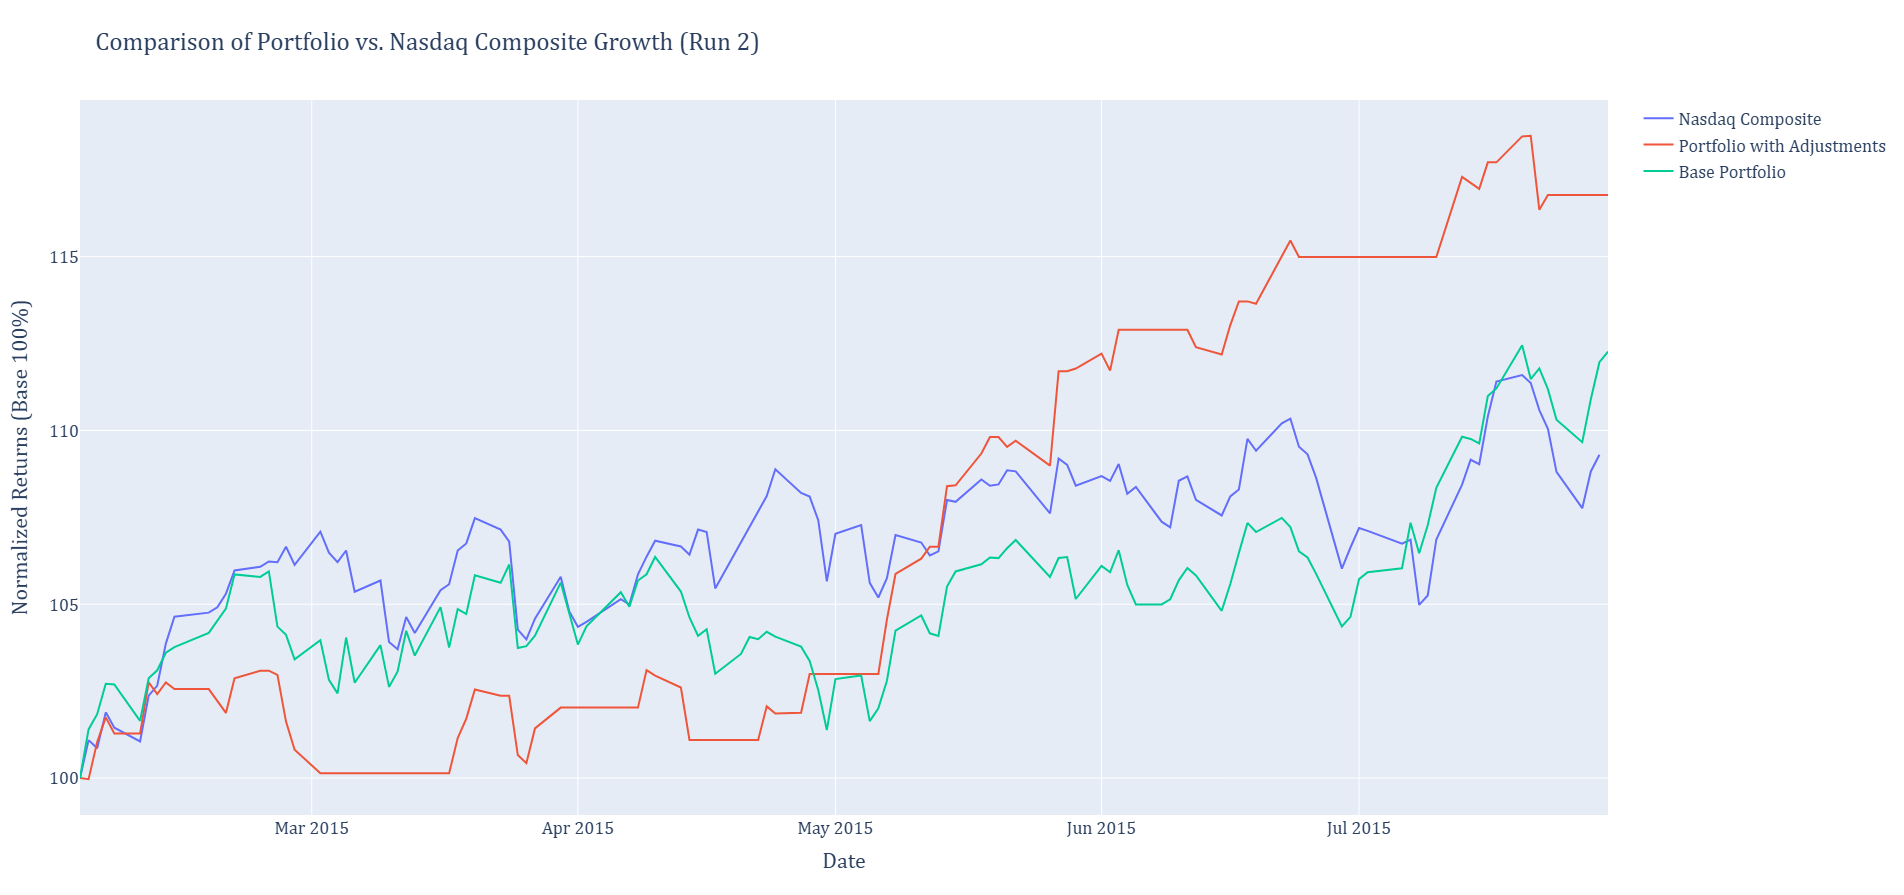 Comparison of Portfolio vs. Nasdaq Composite Growth (Run 2)
Nasdaq Composite
Portfolio with Adjustments
Base Portfolio
Normalized Returns (Base 100%)
115
110
105
100
Mar 2015
Apr 2015
May 2015
Jun 2015
Jul 2015
Date